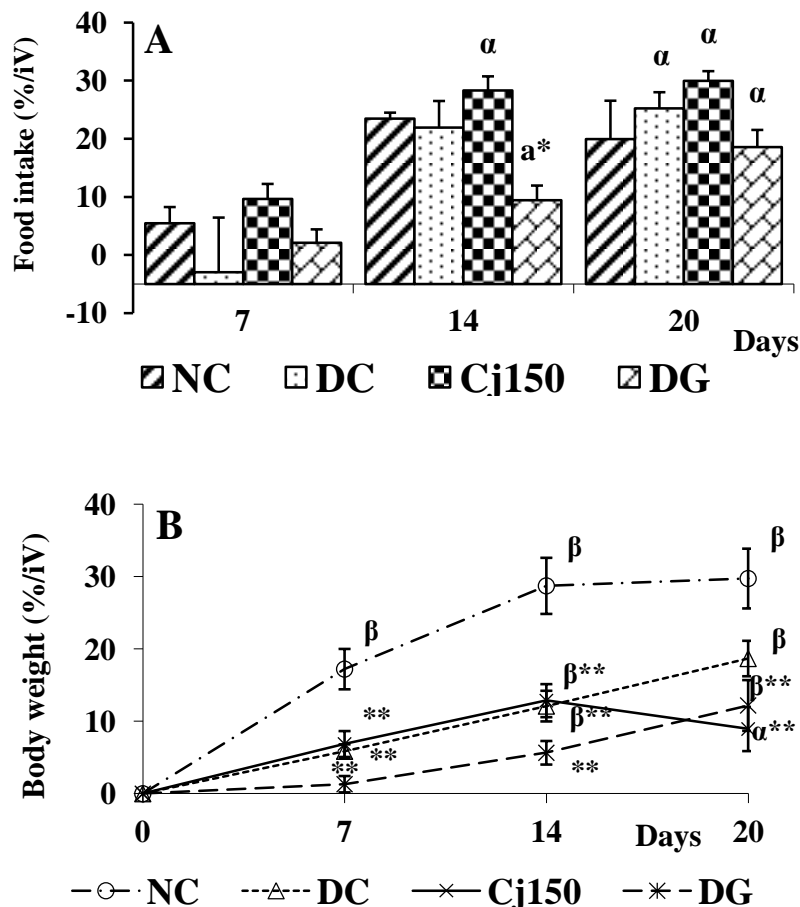 A
Food intake (%/iV)
40
30
20
10
0
-10
α
a*
α
α
α
7
14
20
Days
NC
DC
Cj150
DG
B
Body weight (%/iV)
40
30
20
10
0
β
β
β
β
β**
β**
β**
α**
**
**
**
**
0
7
14
20
Days
NC
DC
Cj150
DG